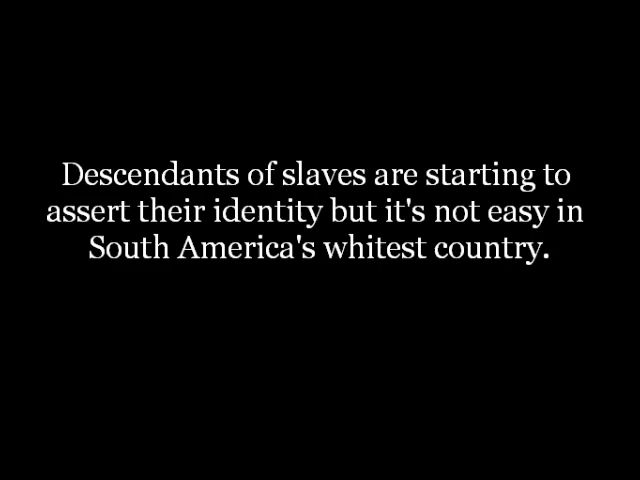 Descendants of slaves are starting to
assert their identity but it's not easy in
South America's whitest country.